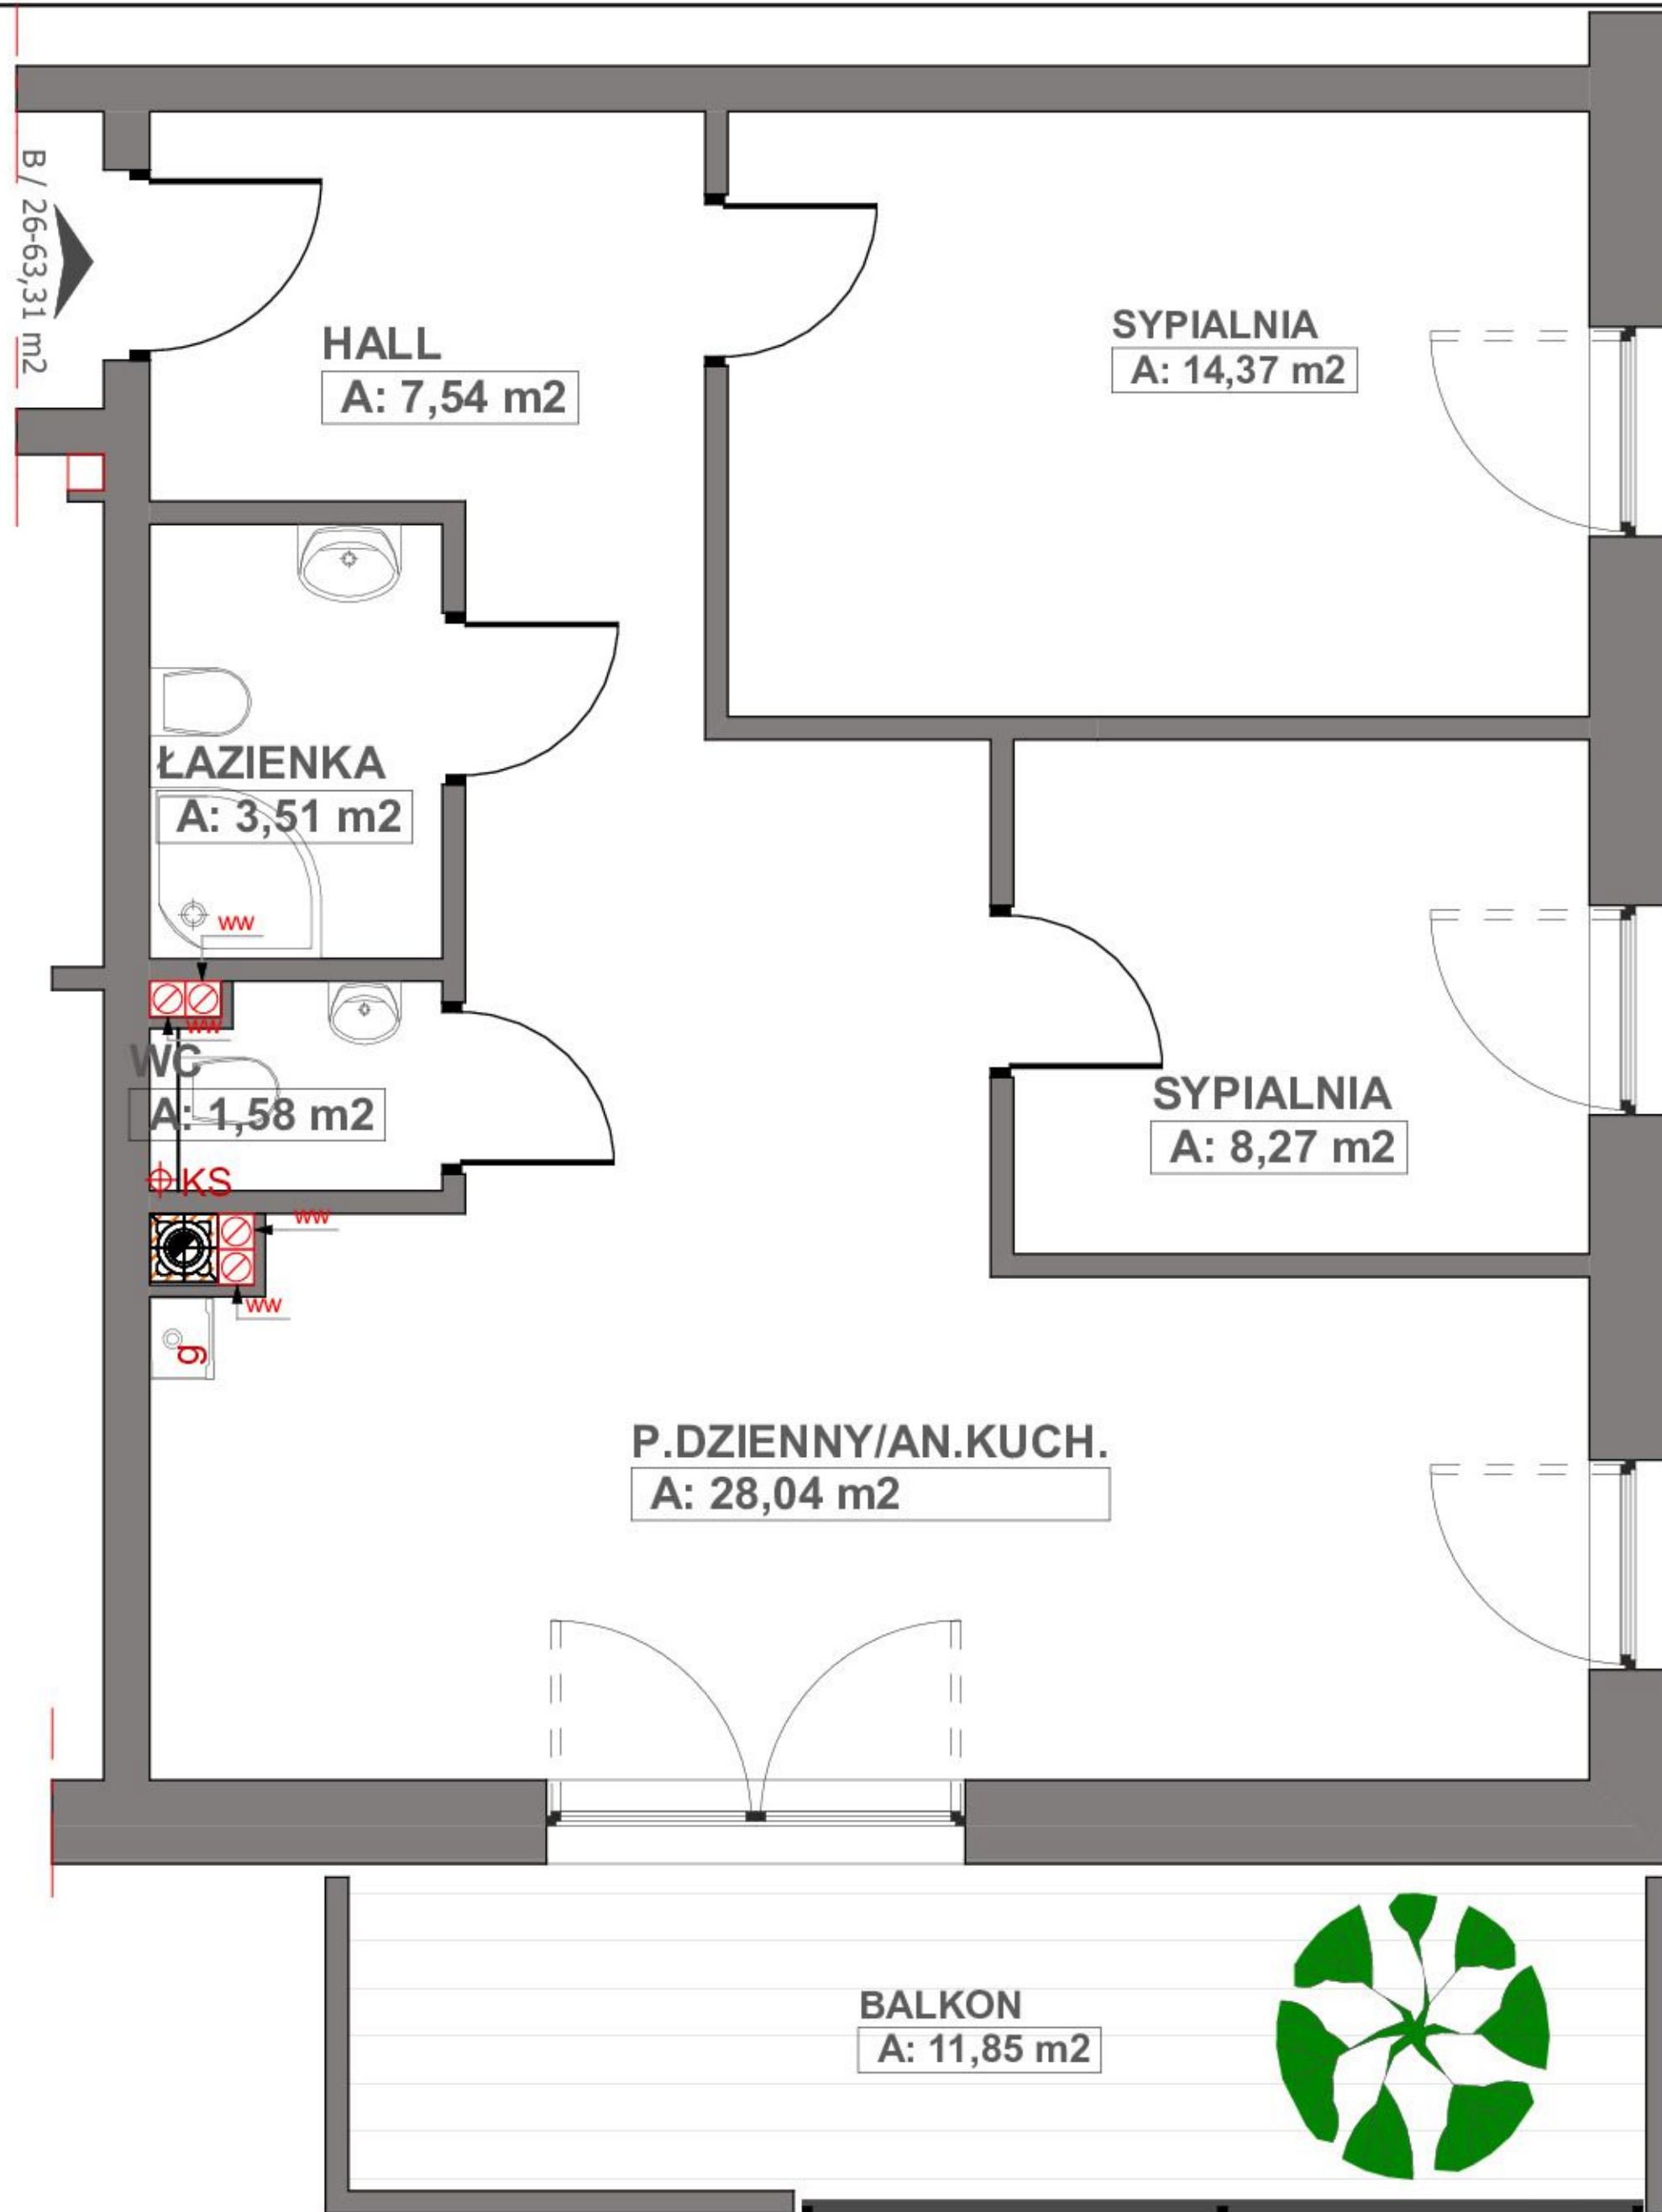 B / 26-63,31 m2
HALL
A: 7,54 m2
SYPIALNIA
A: 14,37 m2
ŁAZIENKA
A: 3,51 m2
ww
ww
WC
A: 1,58 m2
KS
ww
ww
g
SYPIALNIA
A: 8,27 m2
P.DZIENNY/AN.KUCH.
A: 28,04 m2
BALKON
A: 11,85 m2